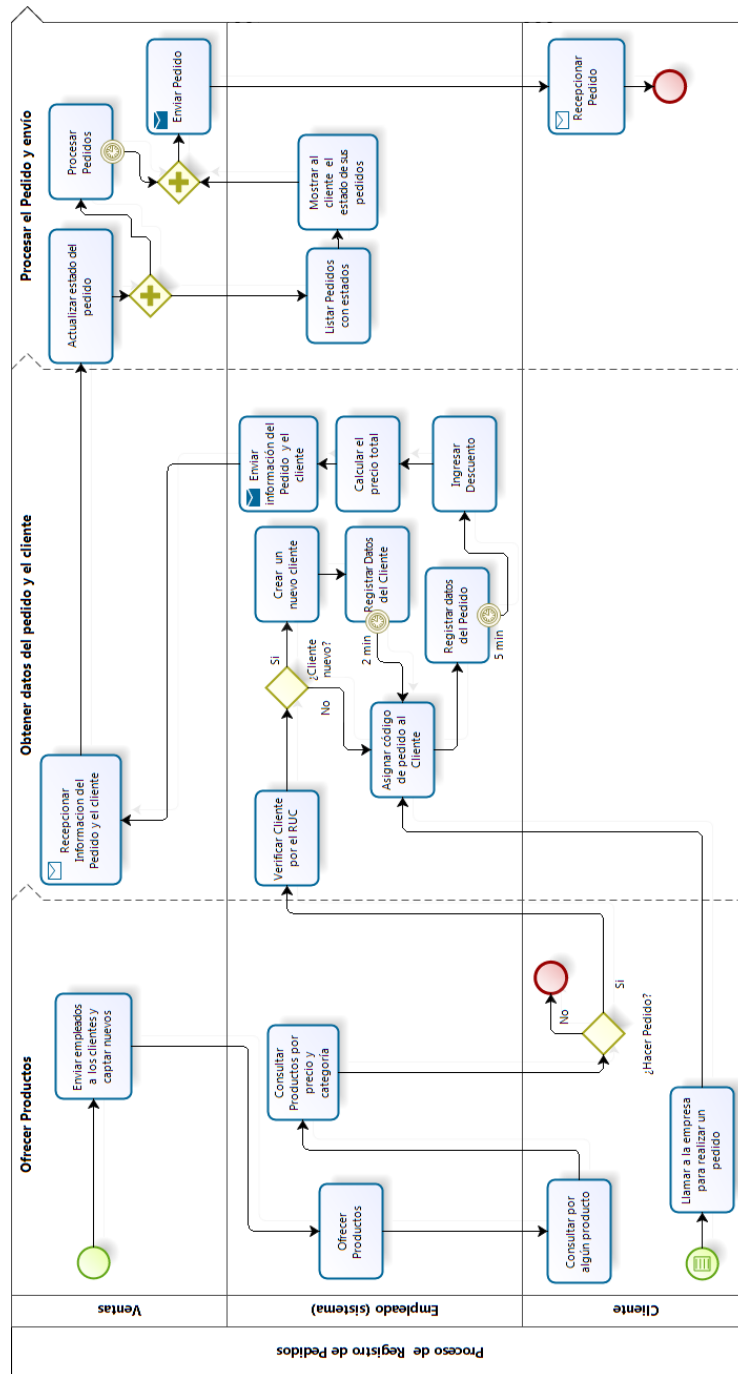 Proceso de Registro de Pedidos
Ofrecer Productos
Obtener datos del pedido y el cliente
Procesar el Pedido y envío
Ventas
Enviar empleados
a los clientes y
captar nuevos
Recepcionar
Informacion del
Pedido y el cliente
Actualizar estado del
pedido
Procesar
Pedidos
Enviar Pedido
Empleado (sistema)
Ofrecer
Productos
Consultar
Productos por
precio y
categoría
Verificar Cliente
por el RUC
¿Cliente
nuevo?
Si
No
Crear un
nuevo cliente
Registrar Datos
del Cliente
2 min
Asignar código
de pedido al
Cliente
Registrar datos
del Pedido
5 min
Ingresar
Descuento
Calcular el
precio total
Enviar
información del
Pedido y el
cliente
Listar Pedidos
con estados
Mostrar al
cliente el
estado de sus
pedidos
Cliente
Consultar por
algún producto
¿Hacer Pedido?
No
Si
Llamar a la empresa
para realizar un
pedido
Recepcionar
Pedido